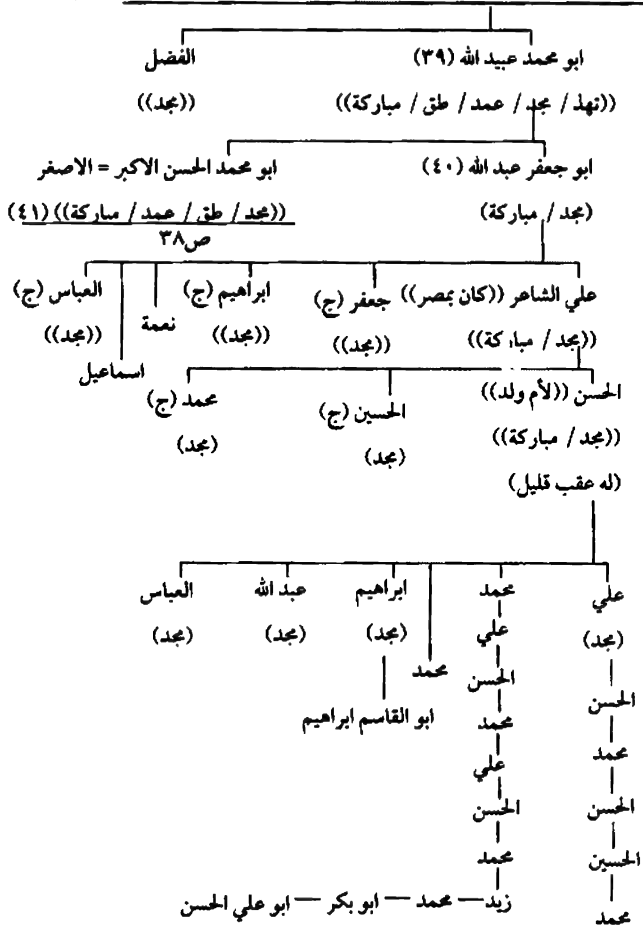 ابو محمد عبيد الله (٣٩) الفضل
((تهذ / مجد / عمد / طق / مباركة)) ((مجد))
ابو جعفر عبد الله (٤٠) ابو محمد الحسن الاكبر = الاصغر
(مجد / مباركة) ((مجد / طق / عمد / مباركة)) (٤١)
ص٣٨
علي الشاعر ((كان بمصر)) جعفر (ج) ابراهيم (ج) نعمة اسماعيل العباس (ج)
((مجد / مباركة)) ((مجد)) ((مجد)) ((مجد))
الحسن ((لأم ولد)) الحسين (ج) محمد (ج)
((مجد / مباركة)) (مجد) (مجد)
(له عقب قليل)
علي محمد ابراهيم عبد الله العباس
(مجد) علي (مجد) (مجد) (مجد)
محمد
الحسن الحسن
محمد ابو القاسم ابراهيم
محمد علي
الحسن الحسن
الحسين محمد
زيد — محمد — ابو بكر — ابو علي الحسن
محمد